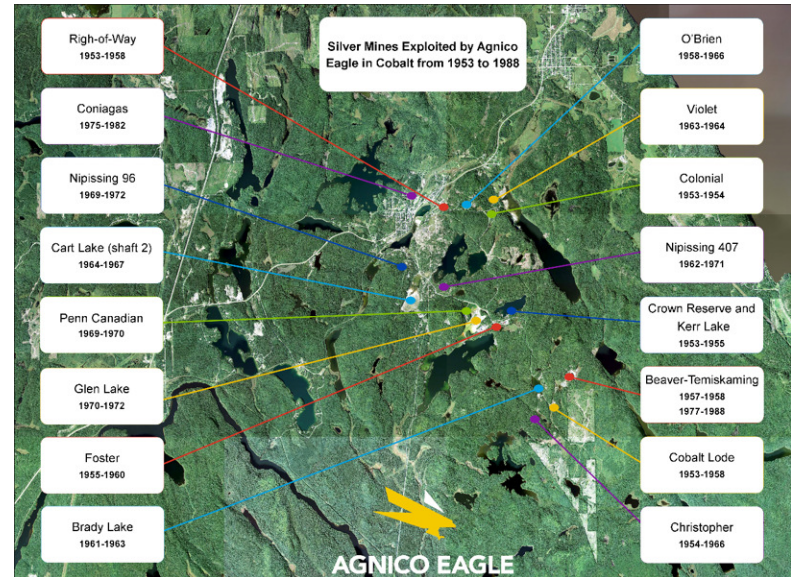 Silver Mines Exploited by Agnico
Eagle in Cobalt from 1953 to 1988
Righ-of-Way
1953-1958
Coniagas
1975-1982
Nipissing 96
1969-1972
Cart Lake (shaft 2)
1964-1967
Penn Canadian
1969-1970
Glen Lake
1970-1972
Foster
1955-1960
Brady Lake
1961-1963
O'Brien
1958-1966
Violet
1963-1964
Colonial
1953-1954
Nipissing 407
1962-1971
Crown Reserve and
Kerr Lake
1953-1955
Beaver-Temiskaming
1957-1958
1977-1988
Cobalt Lode
1953-1958
Christopher
1954-1966
AGNICO EAGLE